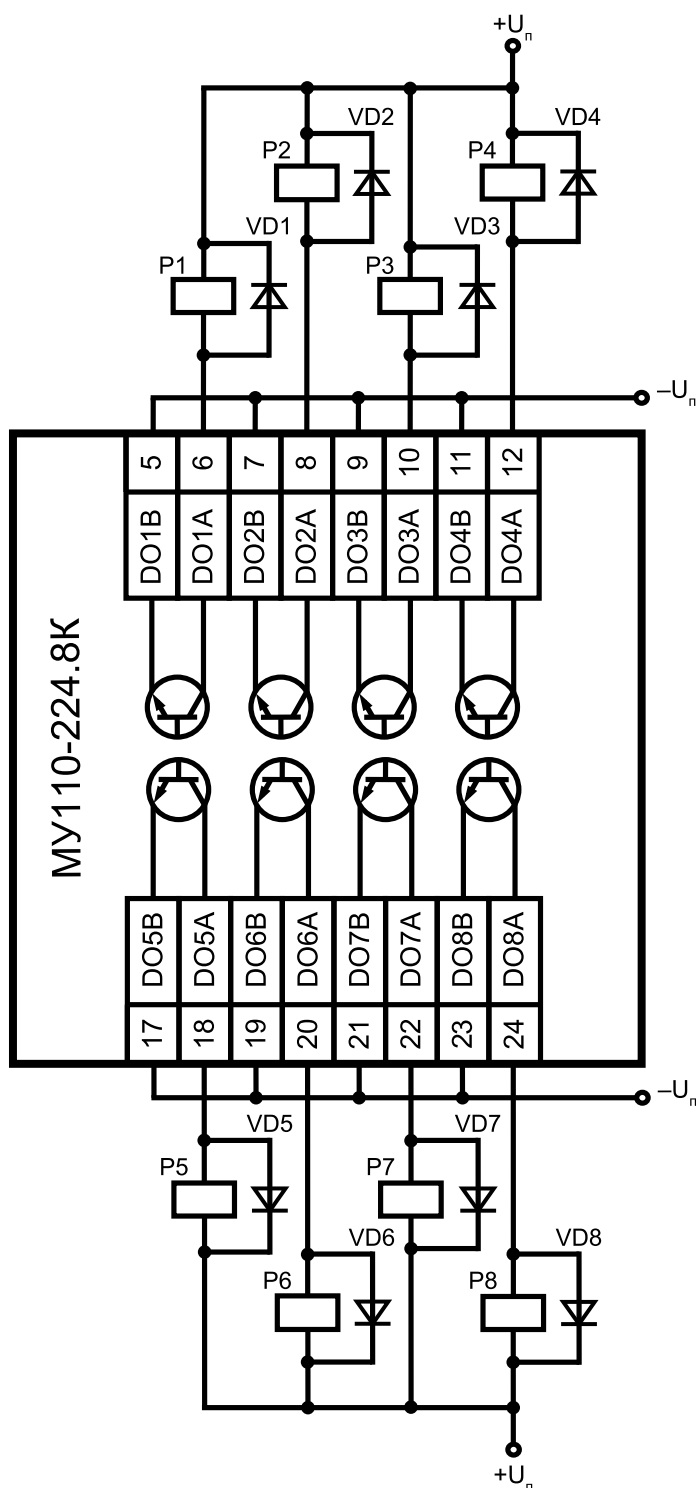 +Uп
VD2
VD4
P2
P4
VD1
VD3
P1
P3
–Uп
5 6 7 8 9 10 11 12
DO1B DO1A DO2B DO2A DO3B DO3A DO4B DO4A
МУ110-224.8К
DO5B DO5A DO6B DO6A DO7B DO7A DO8B DO8A
17 18 19 20 21 22 23 24
–Uп
VD5
VD7
P5
P7
VD6
VD8
P6
P8
+Uп